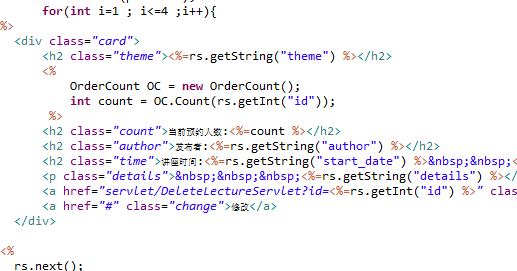 for(int i=1 ; i<=4 ;i++){
%>
<div class="card">
<h2 class="theme"><%=rs.getString("theme") %></h2>
<%
OrderCount OC = new OrderCount();
int count = OC.Count(rs.getInt("id"));
%>
<h2 class="count">当前预约人数:<%=count %></h2>
<h2 class="author">发布者:<%=rs.getString("author") %></h2>
<h2 class="time">讲座时间:<%=rs.getString("start_date") %>&nbsp;&nbsp;<
<p class="details">&nbsp;&nbsp;&nbsp;<%=rs.getString("details") %></
<a href="servlet/DeleteLectureServlet?id=<%=rs.getInt("id") %>" clas
<a href="#" class="change">修改</a>
</div>
<%
rs.next();